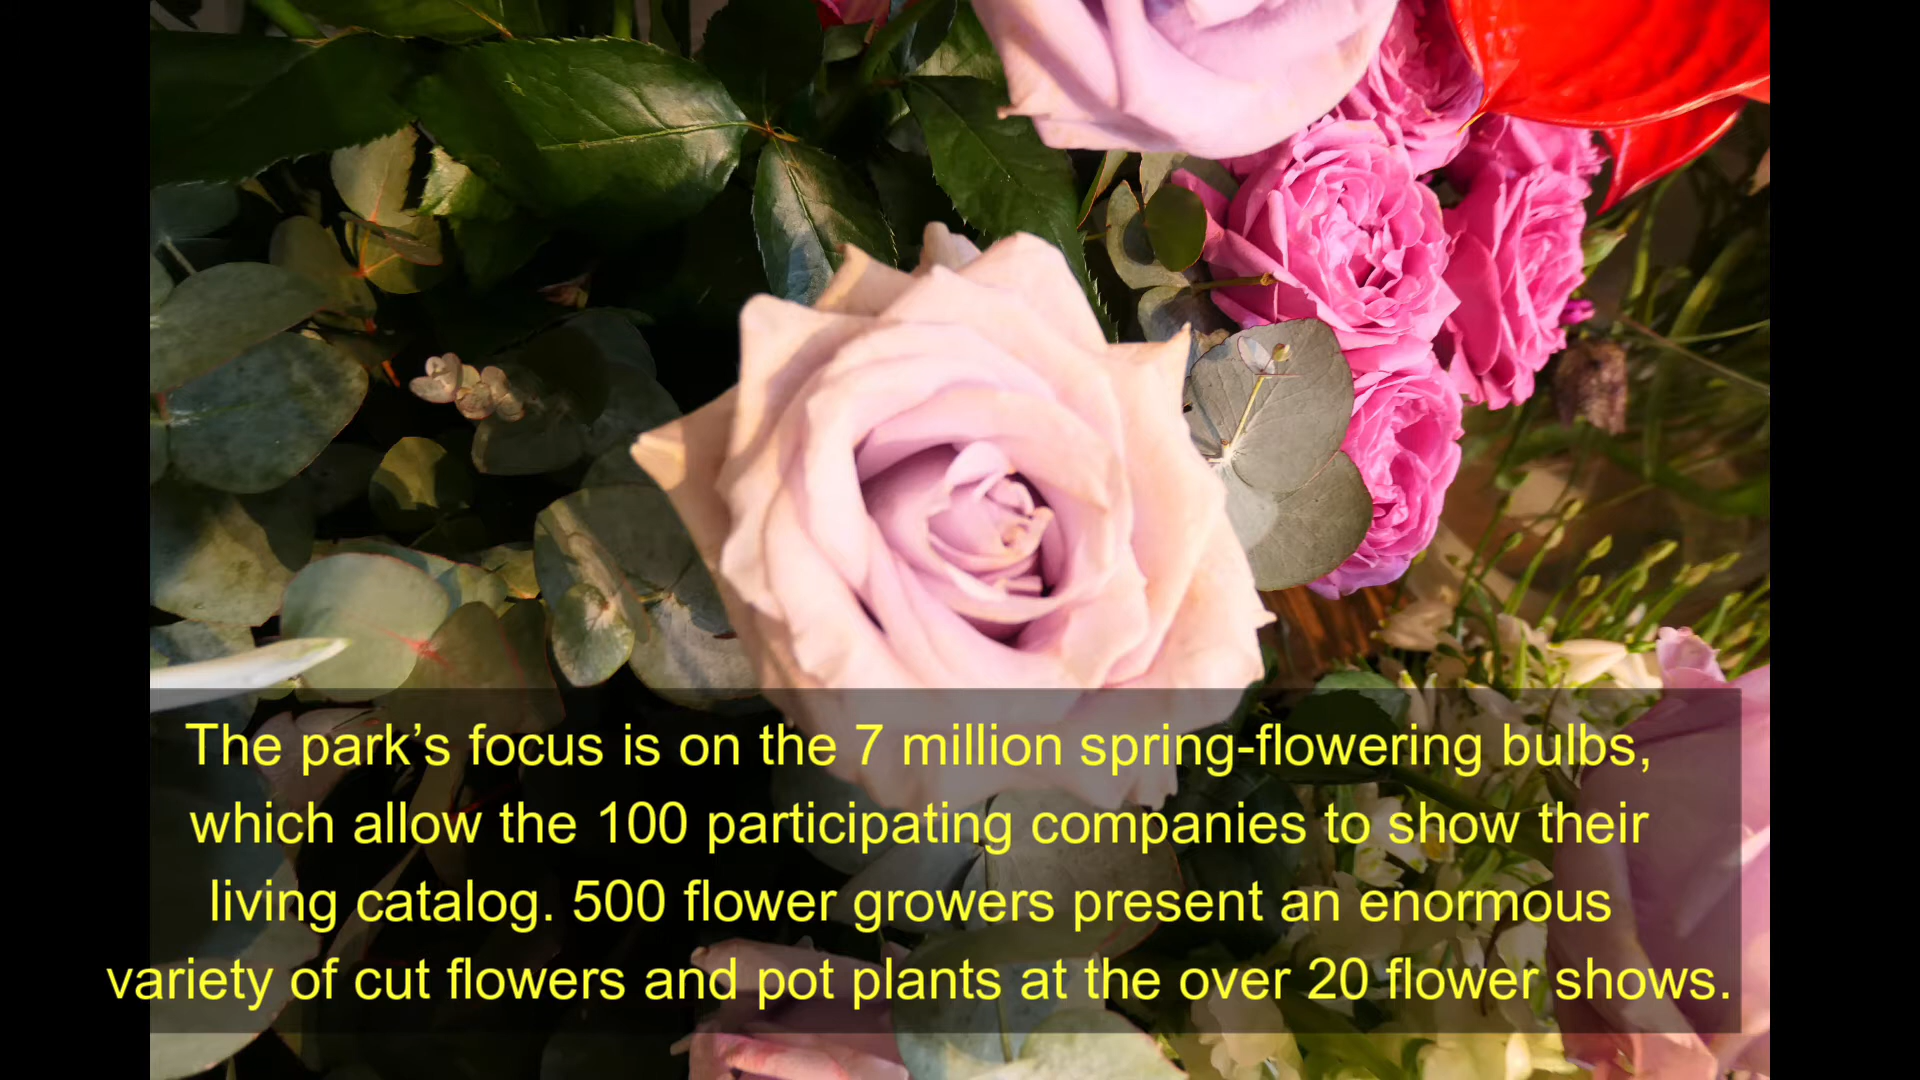 The park’s focus is on the 7 million spring-flowering bulbs,
which allow the 100 participating companies to show their
living catalog. 500 flower growers present an enormous
variety of cut flowers and pot plants at the over 20 flower shows.